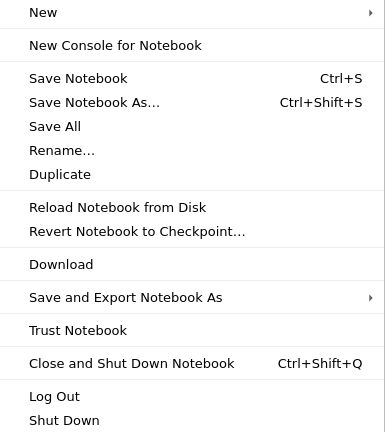 New
New Console for Notebook
Save Notebook Ctrl+S
Save Notebook As… Ctrl+Shift+S
Save All
Rename…
Duplicate
Reload Notebook from Disk
Revert Notebook to Checkpoint…
Download
Save and Export Notebook As
Trust Notebook
Close and Shut Down Notebook Ctrl+Shift+Q
Log Out
Shut Down